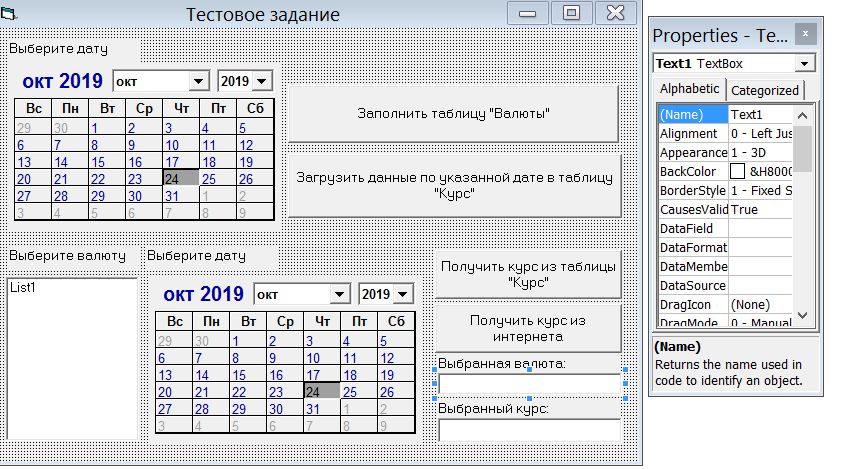 Тестовое задание
Выберите дату
окт 2019 окт 2019
Вс Пн Вт Ср Чт Пт Сб
29 30 1 2 3 4 5
6 7 8 9 10 11 12
13 14 15 16 17 18 19
20 21 22 23 24 25 26
27 28 29 30 31 1 2
3 4 5 6 7 8 9
Заполнить таблицу "Валюты"
Загрузить данные по указанной дате в таблицу
"Курс"
Выберите валюту
List1
Выберите дату
окт 2019 окт 2019
Вс Пн Вт Ср Чт Пт Сб
29 30 1 2 3 4 5
6 7 8 9 10 11 12
13 14 15 16 17 18 19
20 21 22 23 24 25 26
27 28 29 30 31 1 2
3 4 5 6 7 8 9
Получить курс из таблицы
"Курс"
Получить курс из
интернета
Выбранная валюта:
Выбранный курс:
Properties - Te...
Text1 TextBox
Alphabetic Categorized
(Name) Text1
Alignment 0 - Left Jus
Appearance 1 - 3D
BackColor &H8000
BorderStyle 1 - Fixed S
CausesValid True
DataField
DataFormat
DataMembe
DataSource
DragIcon (None)
DragMode 0 - Manual
(Name)
Returns the name used in
code to identify an object.